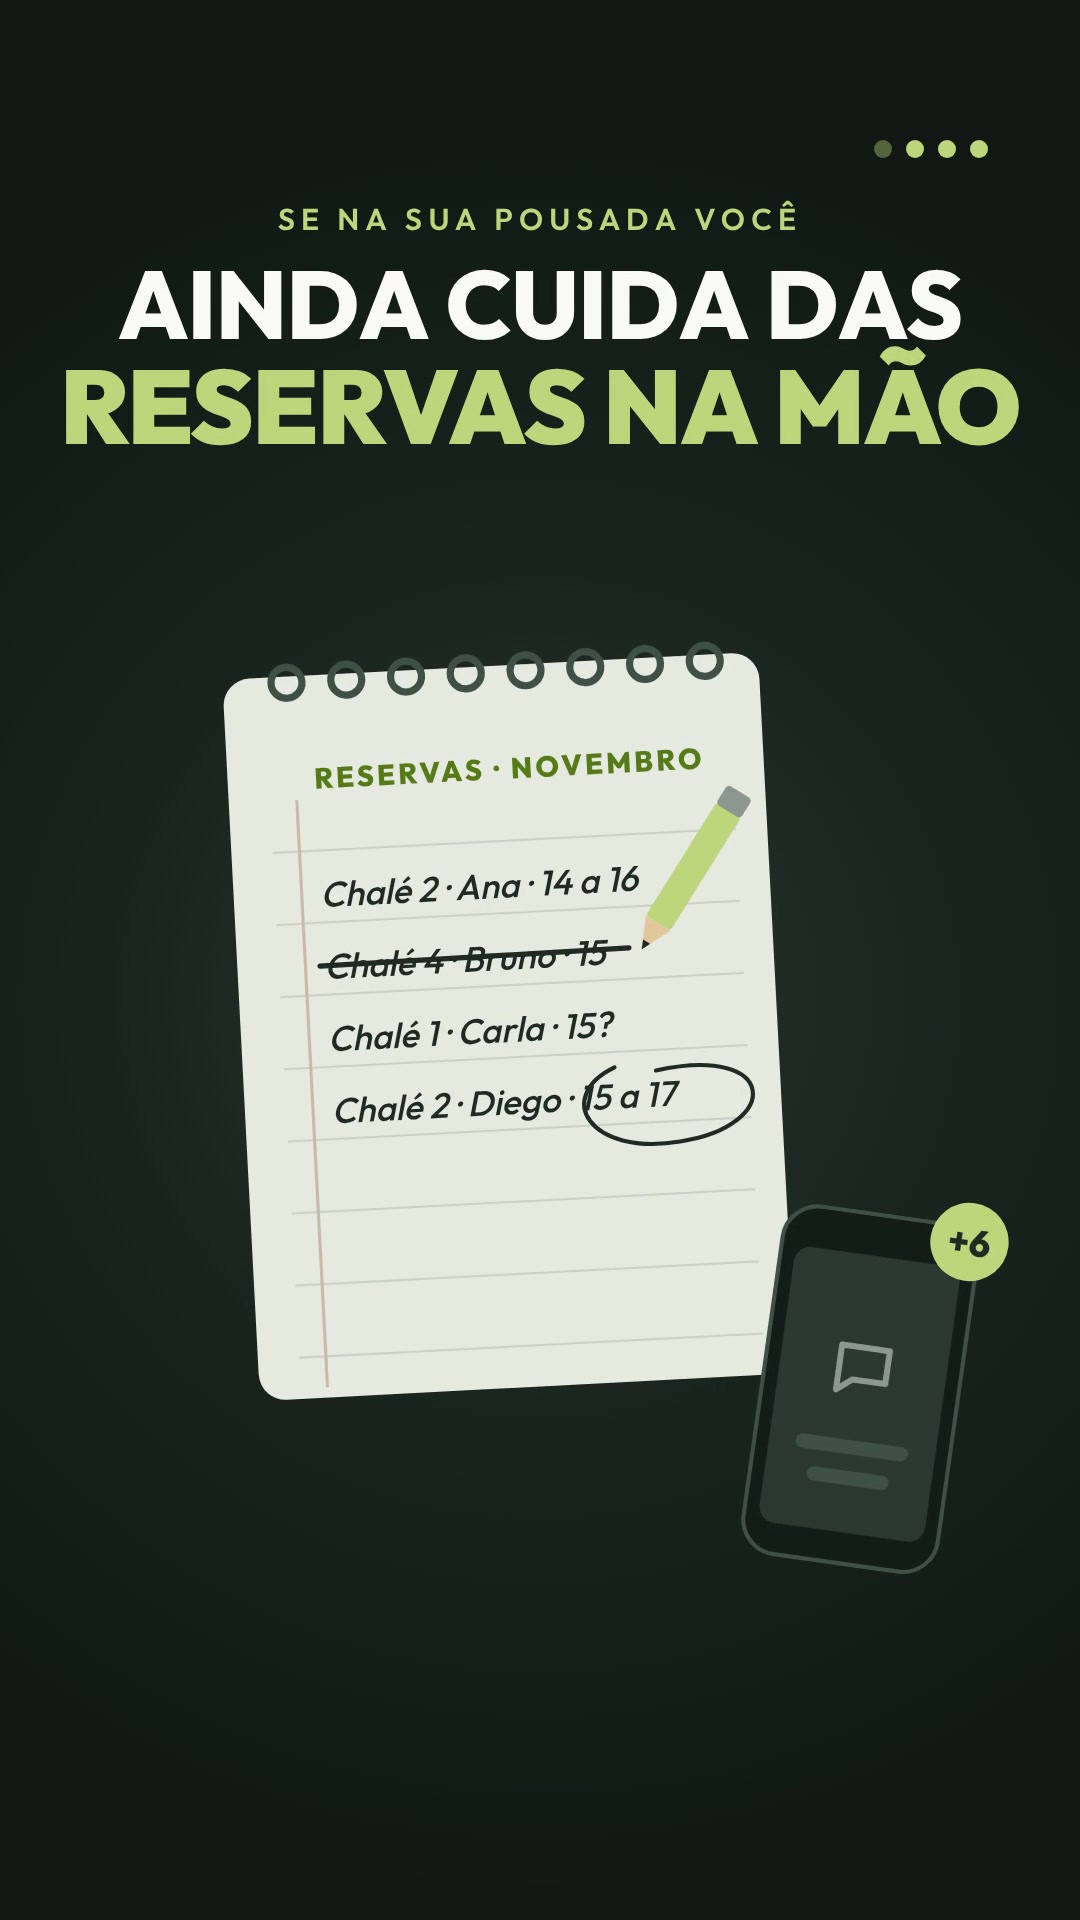 SE NA SUA POUSADA VOCÊ
AINDA CUIDA DAS
RESERVAS NA MÃO
RESERVAS · NOVEMBRO
Chalé 2 · Ana · 14 a 16
Chalé 4 · Bruno · 15
Chalé 1 · Carla · 15?
Chalé 2 · Diego · 15 a 17
+6